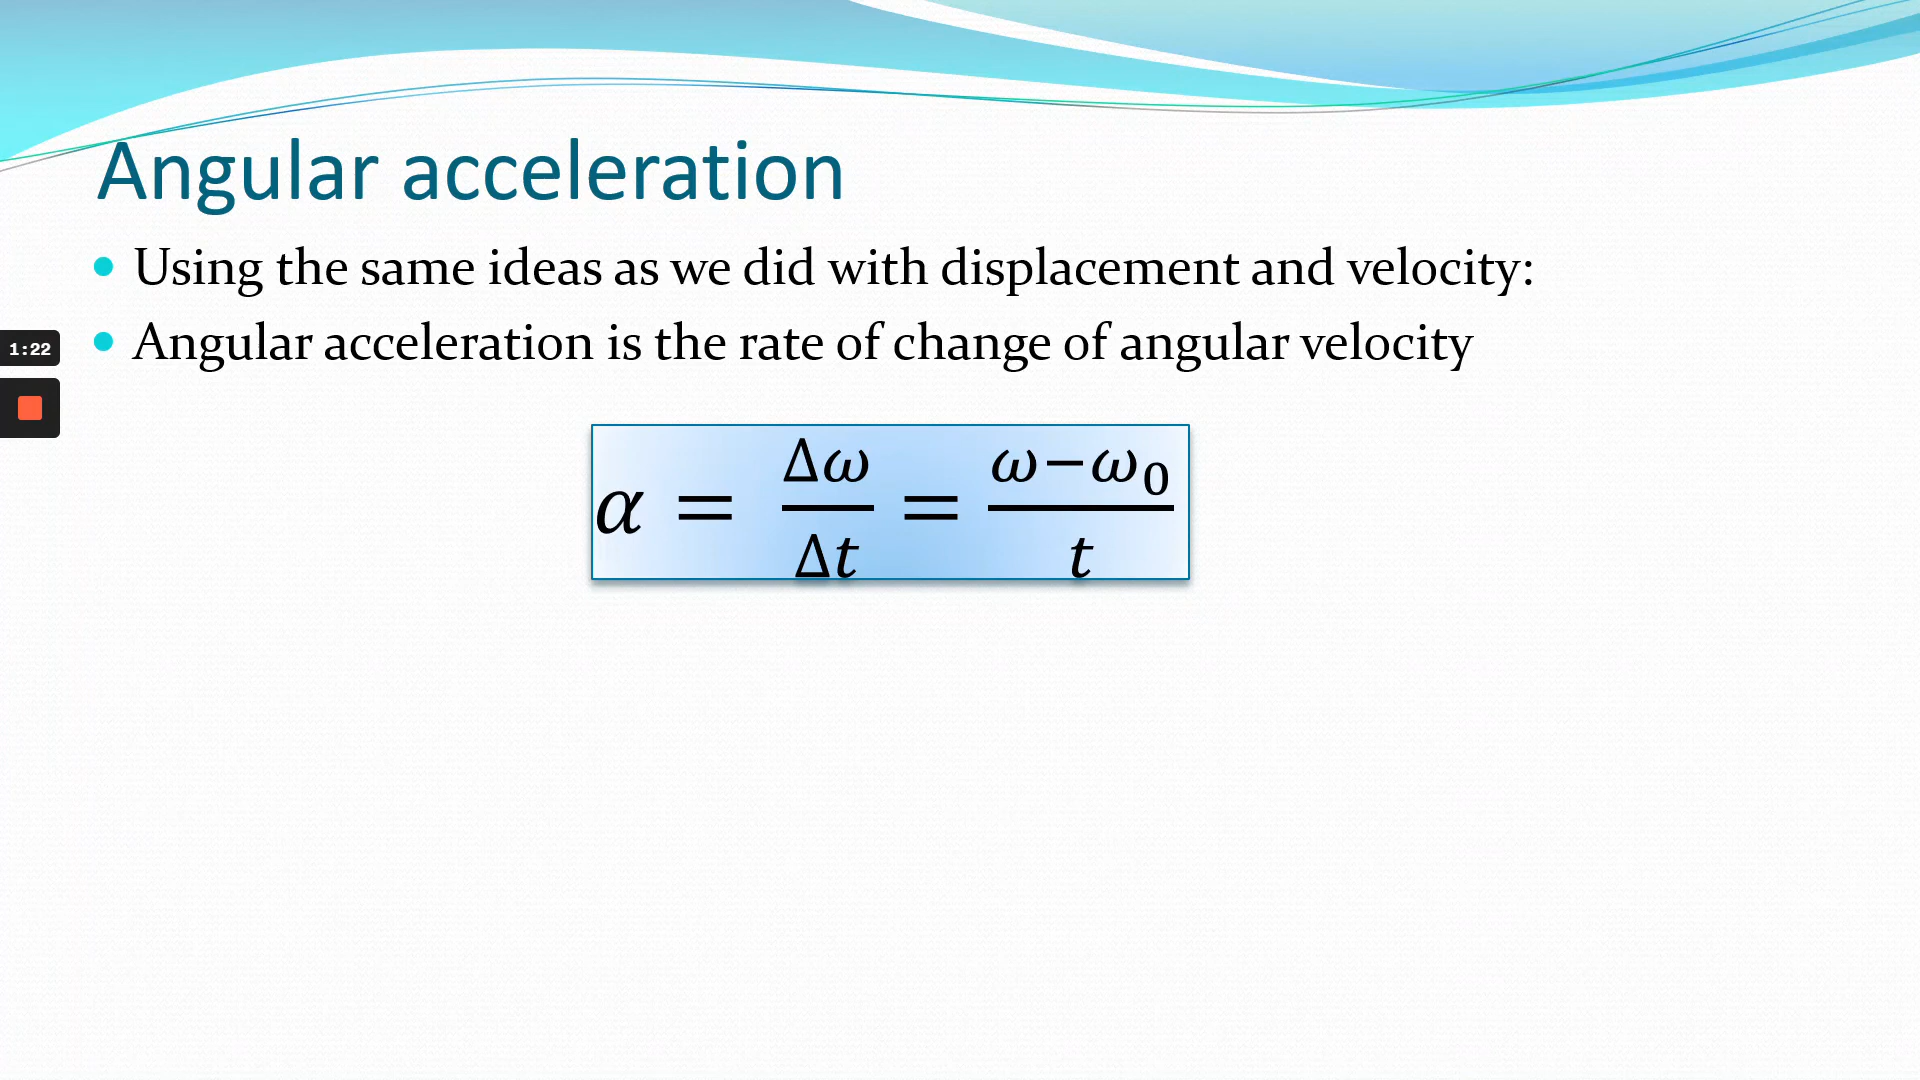 Angular acceleration
• Using the same ideas as we did with displacement and velocity:
• Angular acceleration is the rate of change of angular velocity
1:22
𝛼 = Δ𝜔/Δ𝑡 = 𝜔−𝜔₀/𝑡